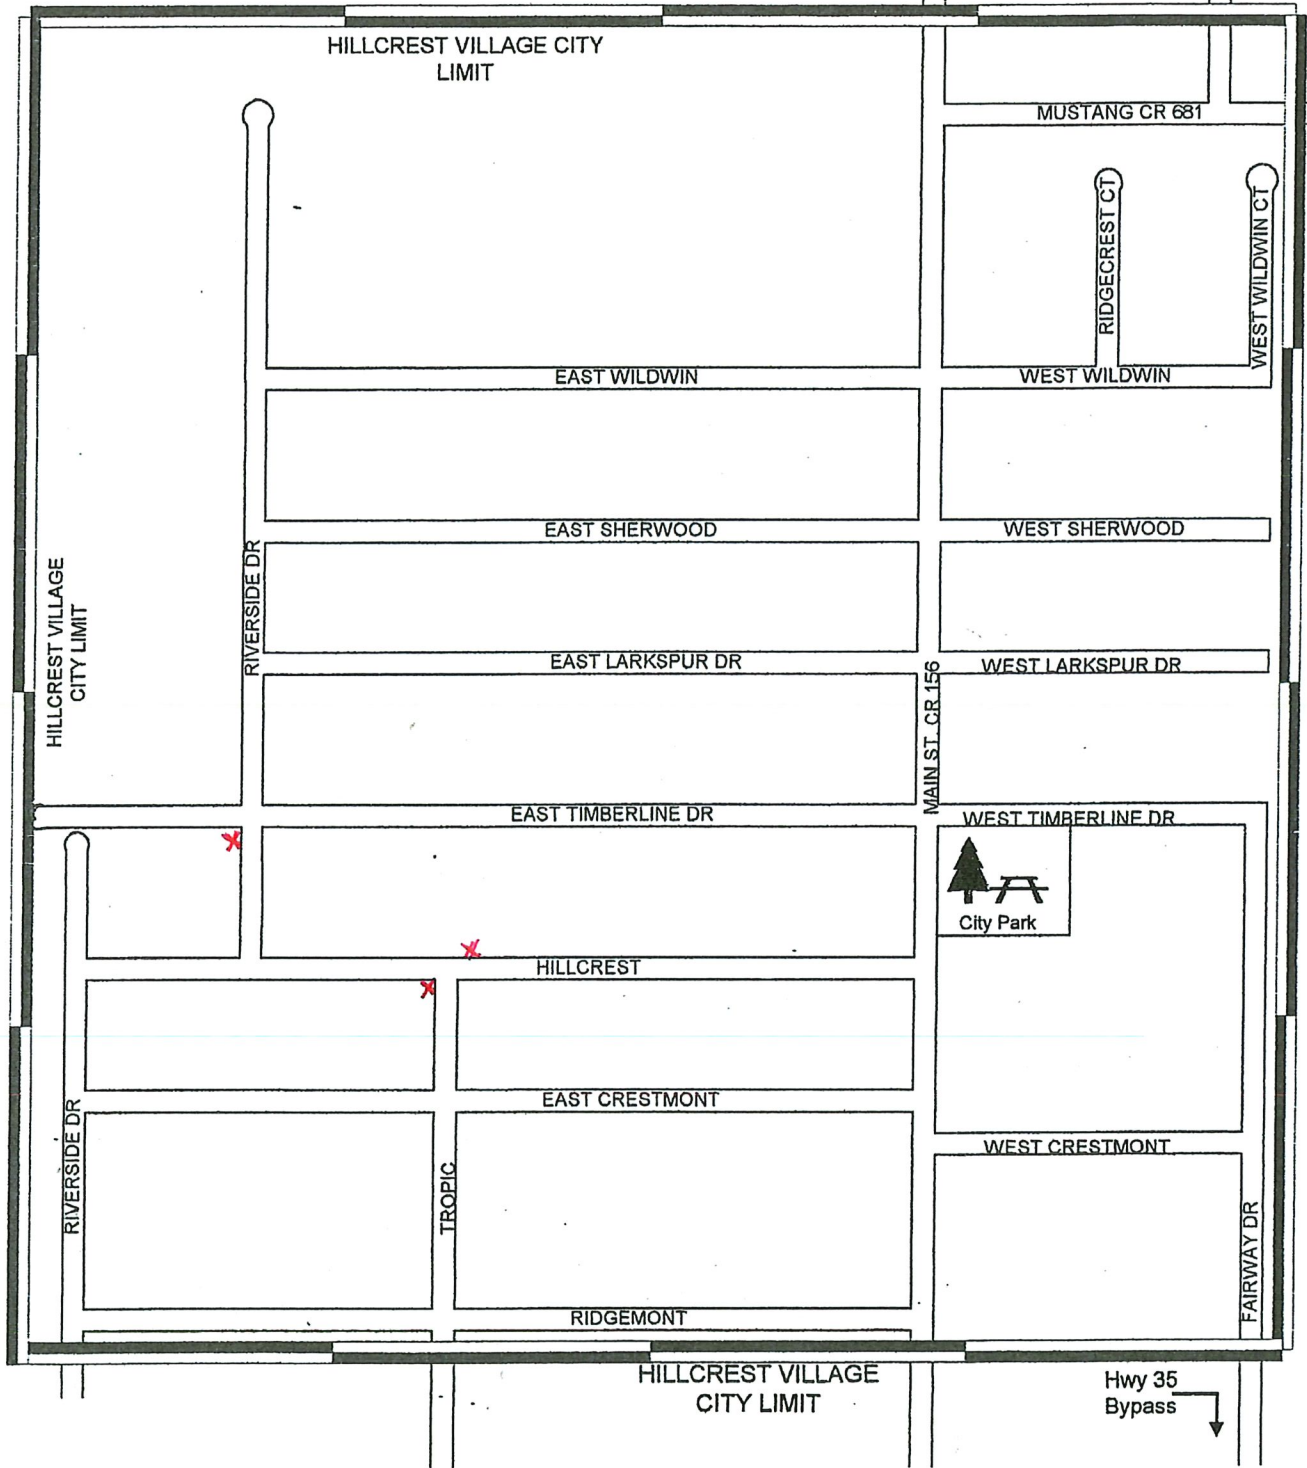 HILLCREST VILLAGE CITY
LIMIT
MUSTANG CR 681
RIDGECREST CT
WEST WILDWIN CT
EAST WILDWIN
WEST WILDWIN
EAST SHERWOOD
WEST SHERWOOD
RIVERSIDE DR
HILLCREST VILLAGE
CITY LIMIT
EAST LARKSPUR DR
WEST LARKSPUR DR
MAIN ST. CR 156
EAST TIMBERLINE DR
WEST TIMBERLINE DR
City Park
HILLCREST
EAST CRESTMONT
WEST CRESTMONT
RIVERSIDE DR
TROPIC
FAIRWAY DR
RIDGEMONT
HILLCREST VILLAGE
CITY LIMIT
Hwy 35
Bypass